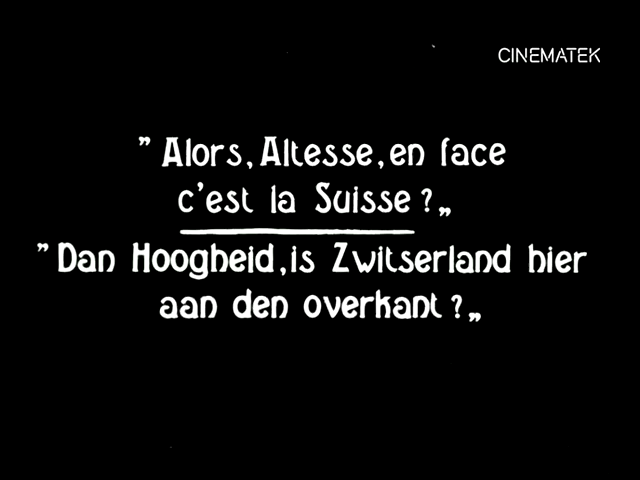 CINEMATEK
" Alors, Altesse, en face
c'est la Suisse ? „
" Dan Hoogheid, is Zwitserland hier
aan den overkant ? „